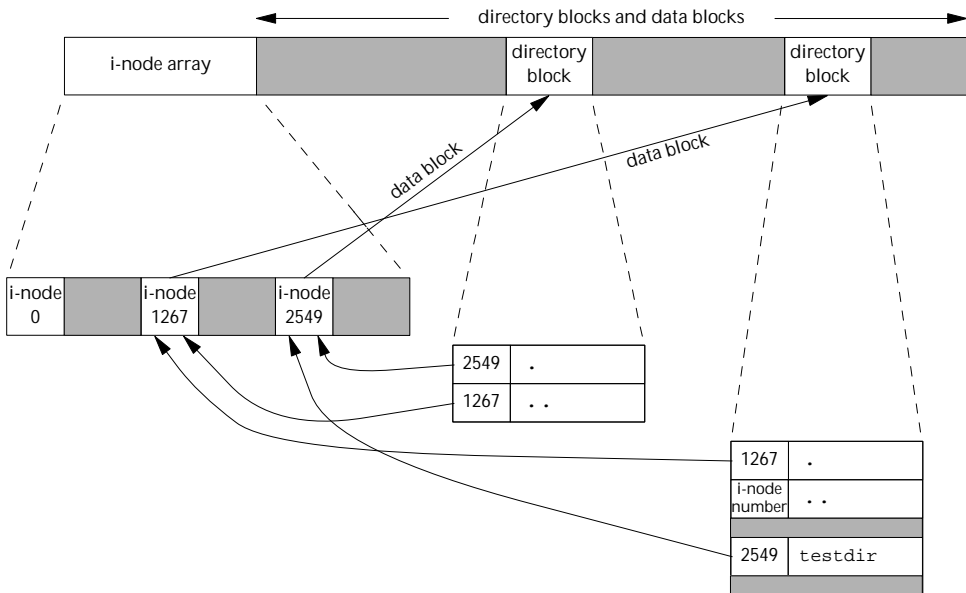 directory blocks and data blocks
i-node array
directory
block
directory
block
data block
data block
i-node
0
i-node
1267
i-node
2549
2549 .
1267 . .
1267 .
i-node
number . .
2549 testdir